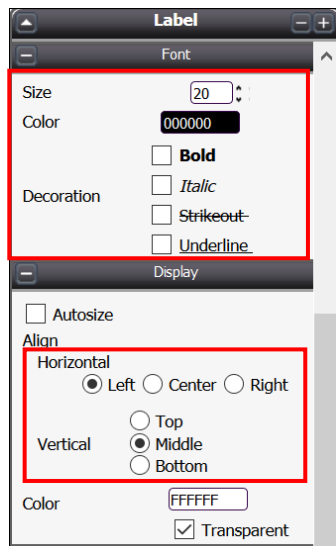 Label
Font
Size 20
Color 000000
Bold
Italic
Decoration
Strikeout
Underline
Display
Autosize
Align
Horizontal
Left Center Right
Top
Vertical Middle
Bottom
Color FFFFFF
Transparent